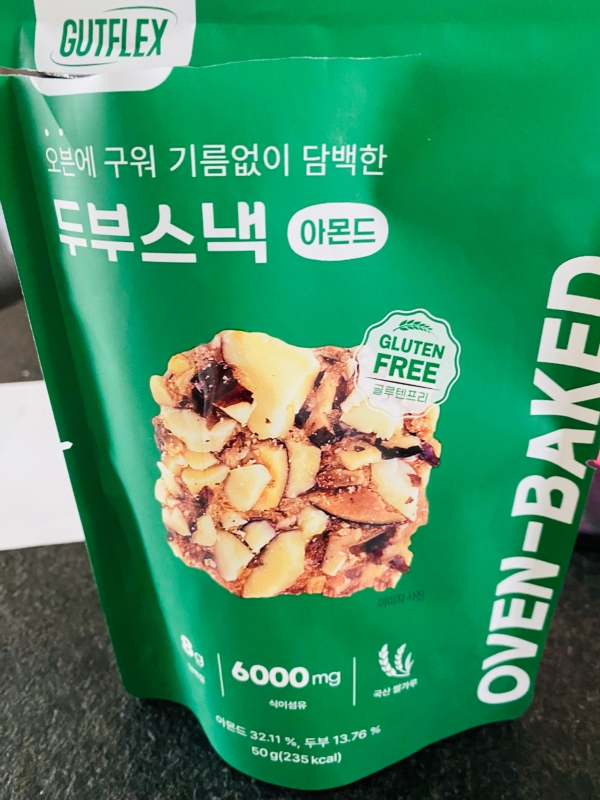 GUTFLEX
오븐에 구워 기름없이 담백한
두부스낵 아몬드
GLUTEN
FREE
글루텐프리
OVEN-BAKED
이미지 사진
8g
6000mg
식이섬유
국산 쌀가루
아몬드 32.11 %, 두부 13.76 %
50 g(235 kcal)